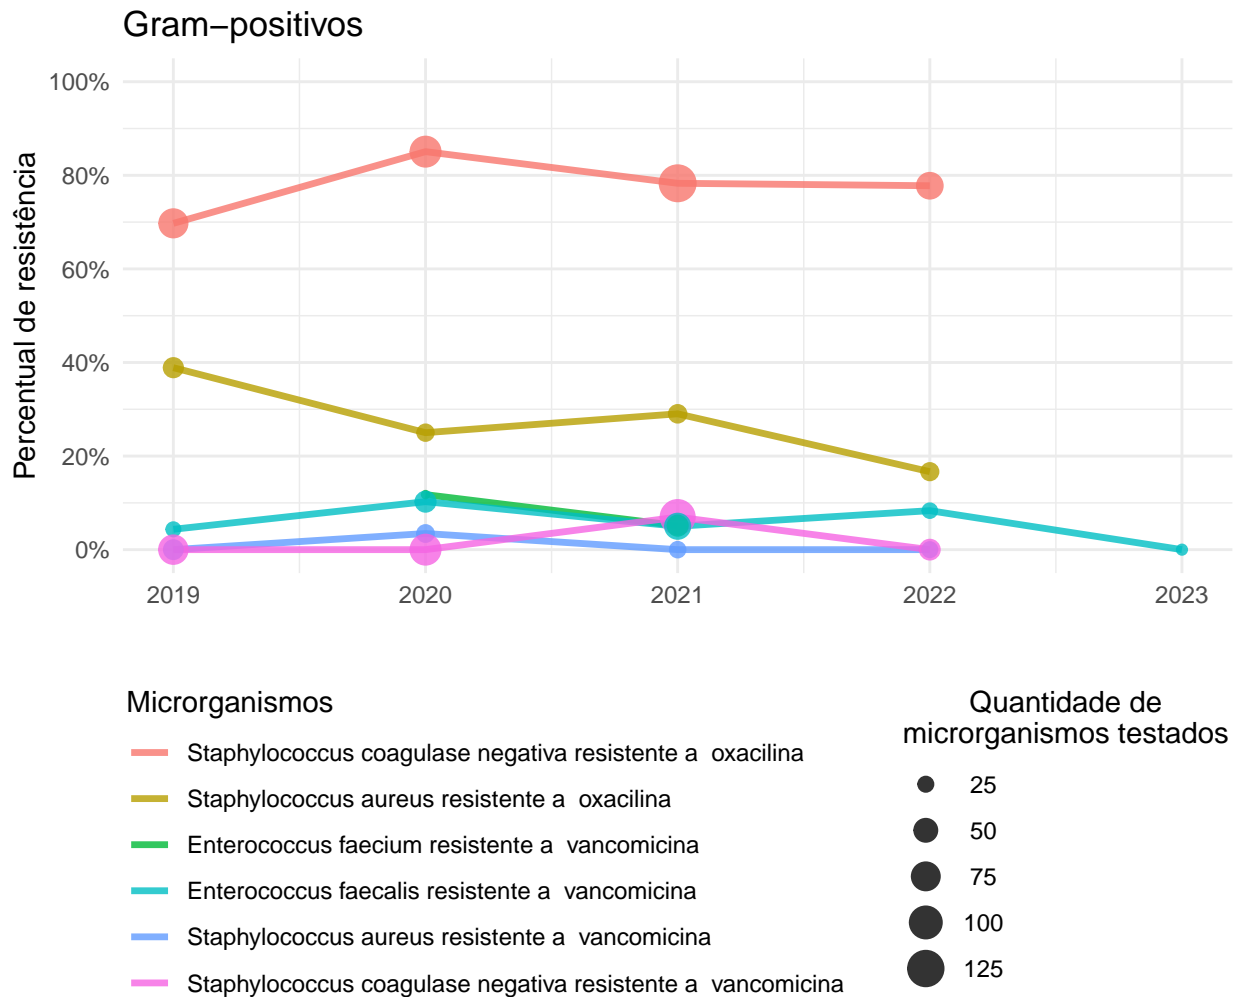 Gram−positivos
Percentual de resistência
100%
80%
60%
40%
20%
0%
2019 2020 2021 2022 2023
Microrganismos
Staphylococcus coagulase negativa resistente a  oxacilina
Staphylococcus aureus resistente a  oxacilina
Enterococcus faecium resistente a  vancomicina
Enterococcus faecalis resistente a  vancomicina
Staphylococcus aureus resistente a  vancomicina
Staphylococcus coagulase negativa resistente a  vancomicina
Quantidade de
microrganismos testados
25
50
75
100
125